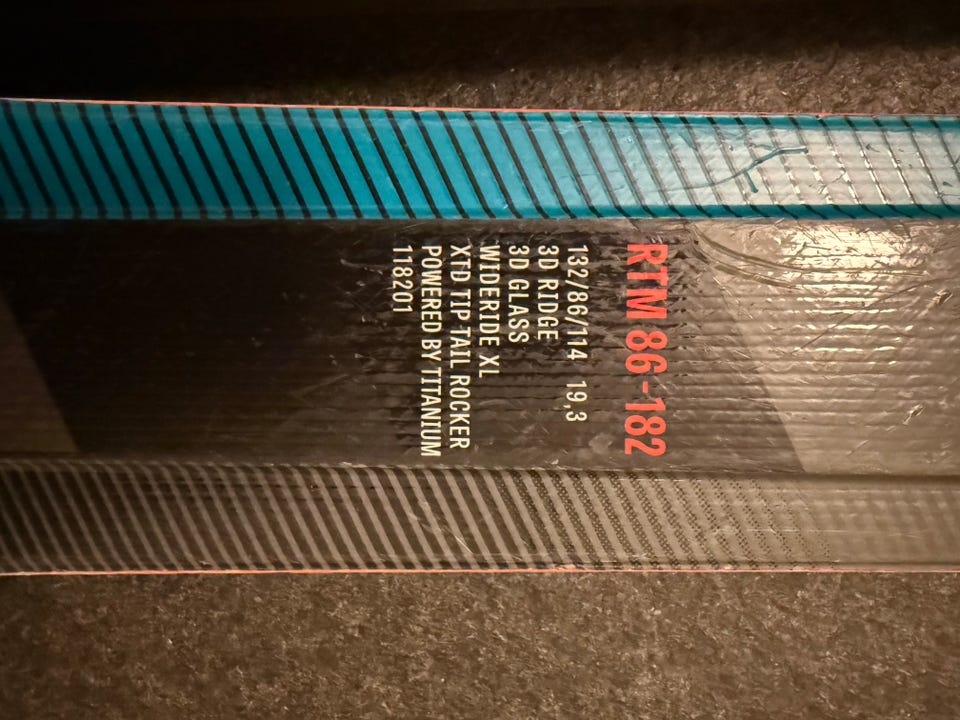 RTM 86-182
132/86/114 19,3
3D RIDGE
3D GLASS
WIDERIDE XL
XTD TIP TAIL ROCKER
POWERED BY TITANIUM
118201